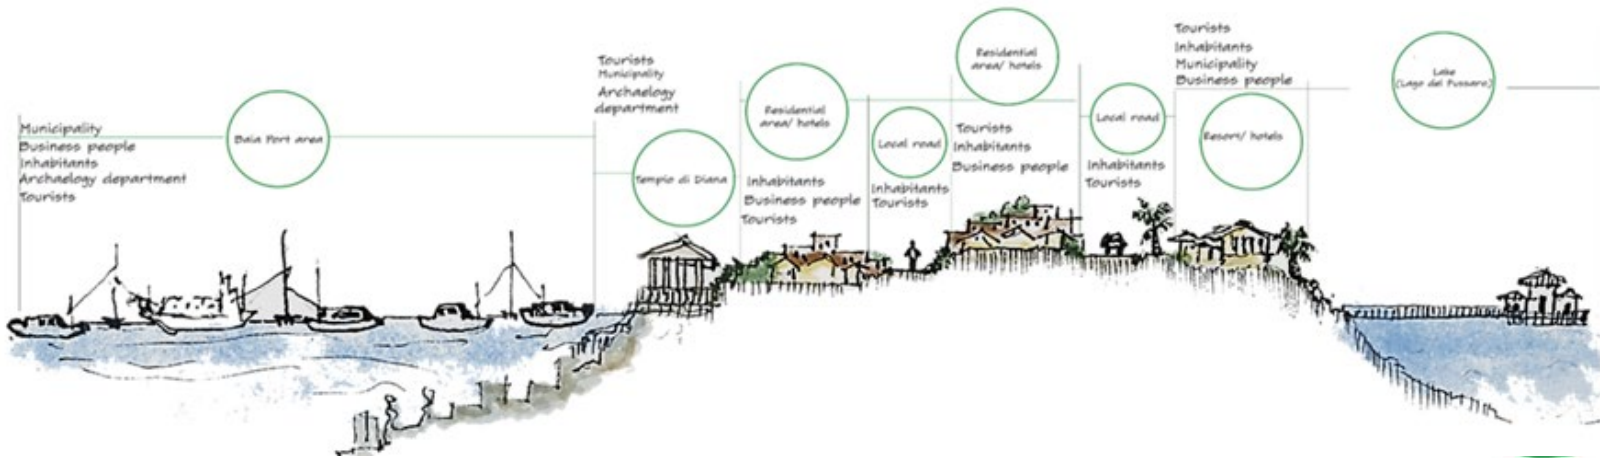 Municipality
Business people
Inhabitants
Archaelogy department
Tourists
Baia Port area
Tourists
Municipality
Archaelogy
department
Tempio di Diana
Residential
area/ hotels
Inhabitants
Business people
Tourists
Local road
Inhabitants
Tourists
Residential
area/ hotels
Tourists
Inhabitants
Business people
Local road
Inhabitants
Tourists
Tourists
Inhabitants
Municipality
Business people
Resort/ hotels
Lake
(Lago del Fussaro)